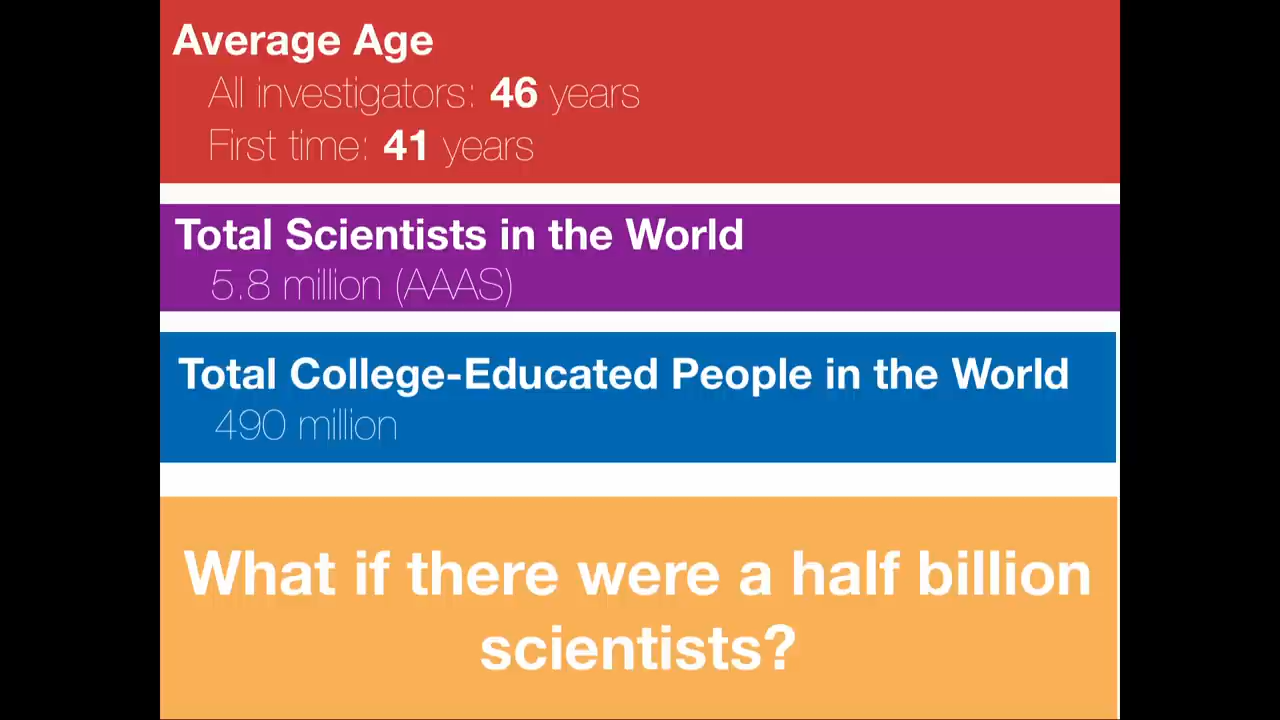 Average Age
All investigators: 46 years
First time: 41 years
Total Scientists in the World
5.8 million (AAAS)
Total College-Educated People in the World
490 million
What if there were a half billion
scientists?